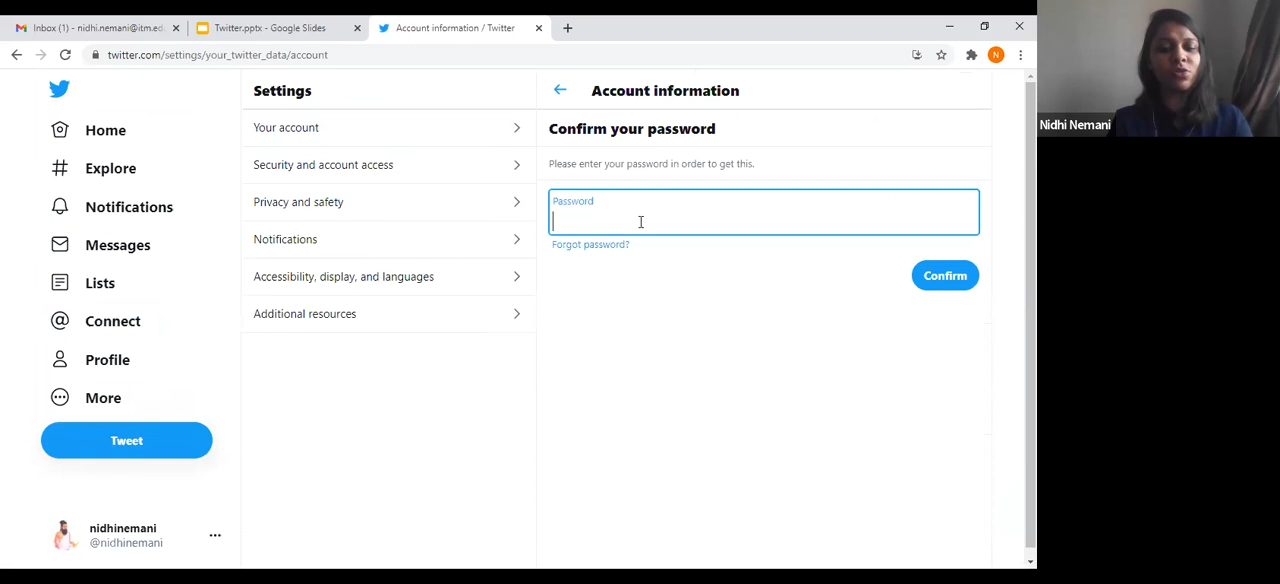 Inbox (1) - nidhi.nemani@itm.ed
Twitter.pptx - Google Slides
Account information / Twitter
twitter.com/settings/your_twitter_data/account
N
Home
Explore
Notifications
Messages
Lists
Connect
Profile
More
Tweet
nidhinemani
@nidhinemani
Settings
Your account
Security and account access
Privacy and safety
Notifications
Accessibility, display, and languages
Additional resources
Account information
Confirm your password
Please enter your password in order to get this.
Password
Forgot password?
Confirm
Nidhi Nemani